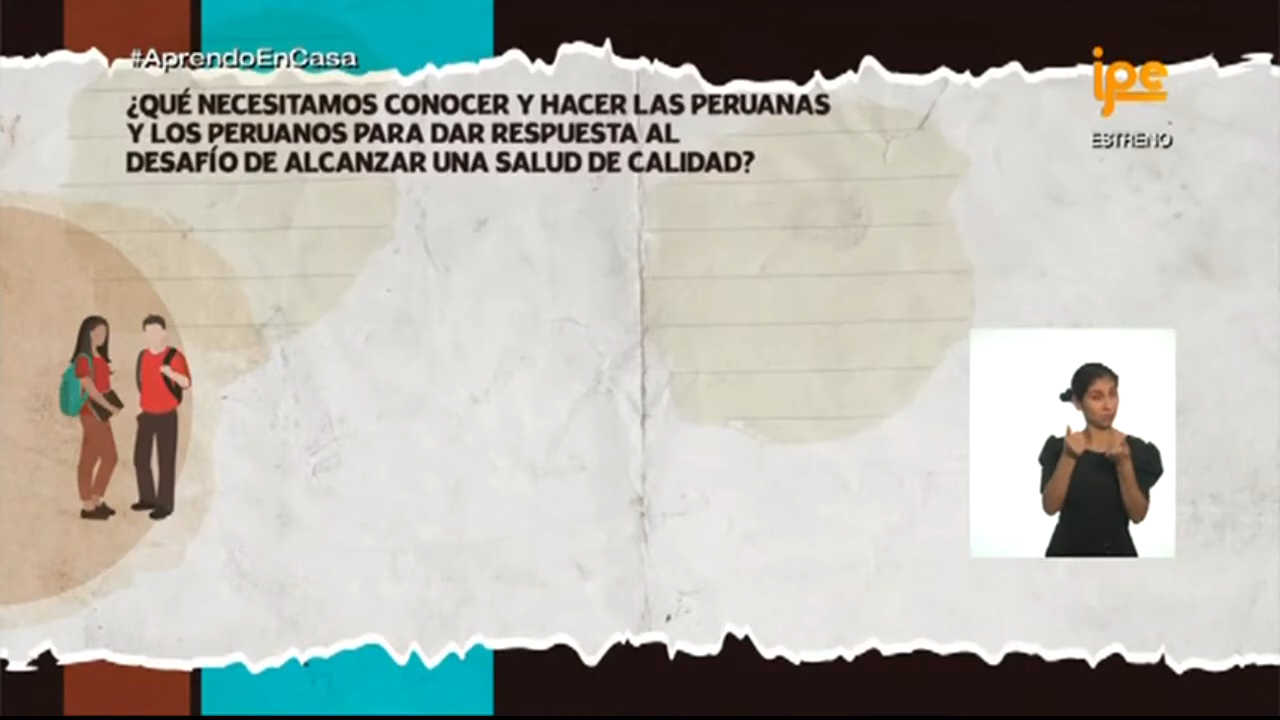 #AprendoEnCasa
ipe
ESTRENO
¿QUÉ NECESITAMOS CONOCER Y HACER LAS PERUANAS
Y LOS PERUANOS PARA DAR RESPUESTA AL
DESAFÍO DE ALCANZAR UNA SALUD DE CALIDAD?